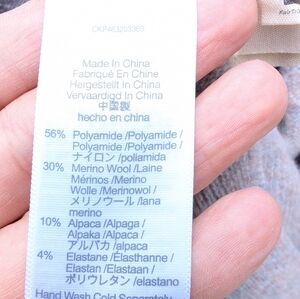 Made In China
Fabriqué En Chine
Hergestellt In China
Vervaardigd In China
中国製
hecho en china
56% Polyamide /Polyamide /
Polyamide /Polyamide /
ナイロン /poliamida
30% Merino Wool /Laine
Mérinos /Merino
Wolle /Merinowol /
メリノウール /lana
merino
10% Alpaca /Alpaga /
Alpaka /Alpaca /
アルパカ /alpaca
4% Elastane /Élasthanne /
Elastan /Elastaan /
ポリウレタン /elastano
Hand Wash Cold Separately